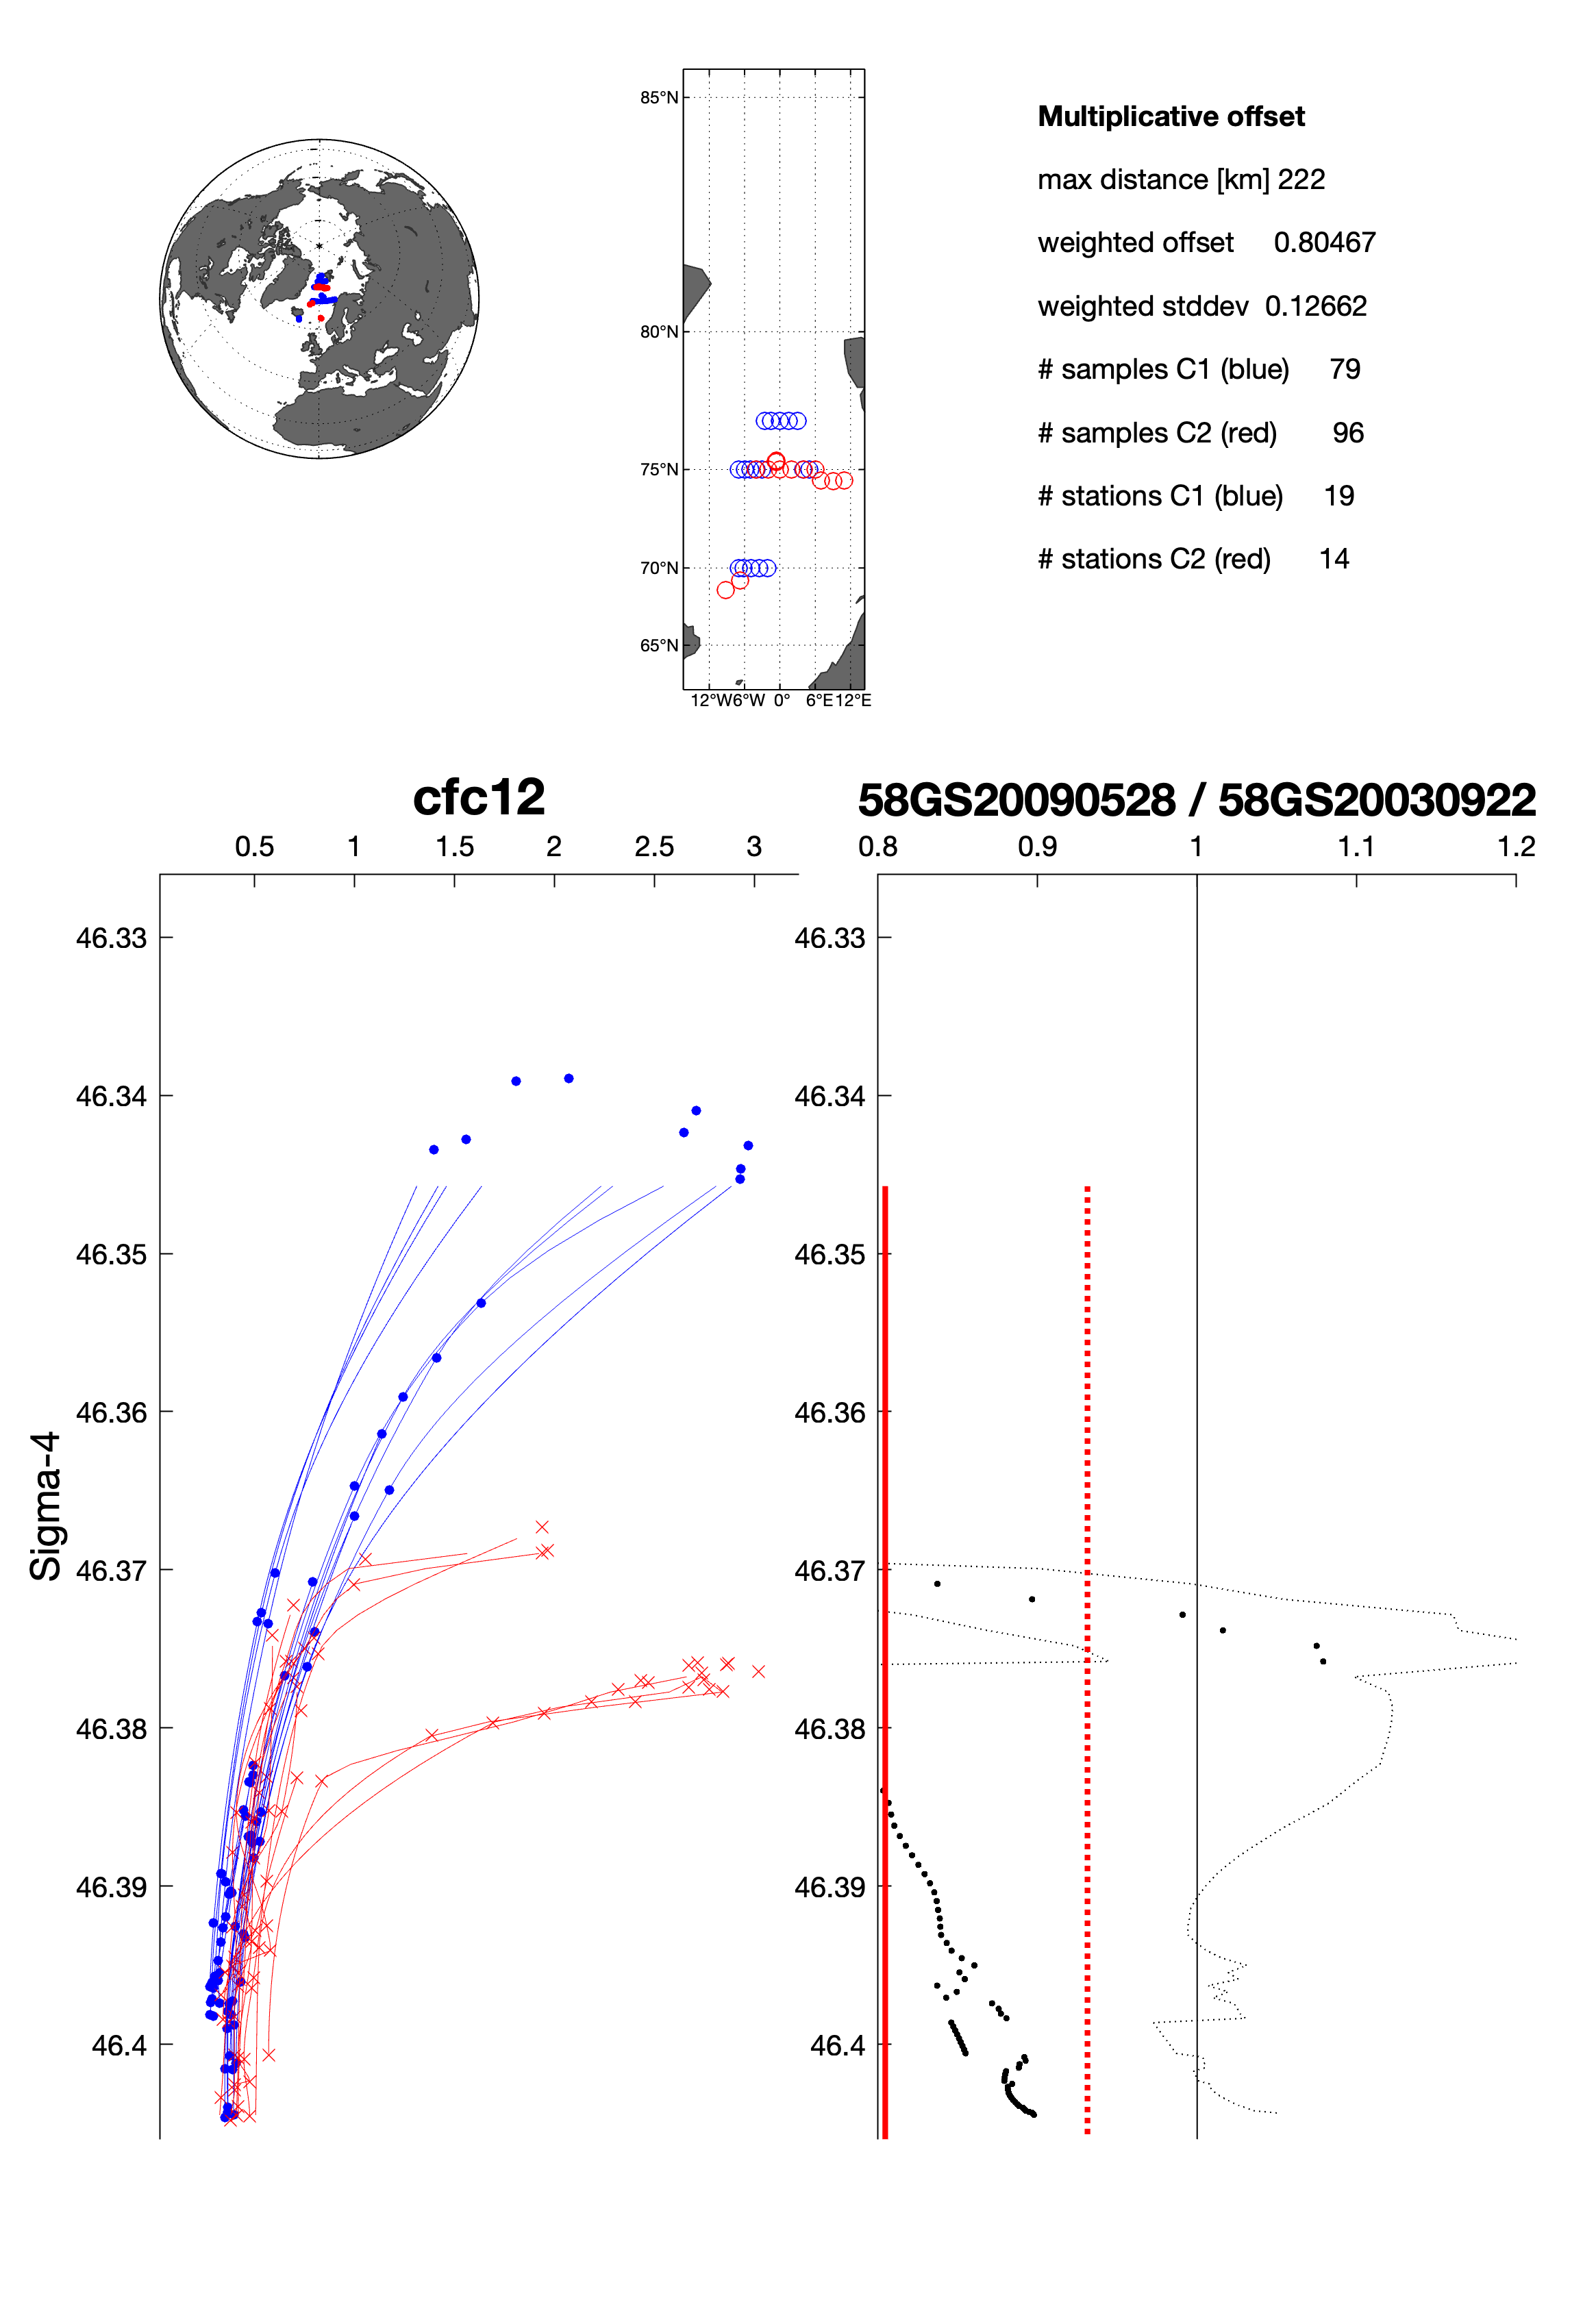 85°N
80°N
75°N
70°N
65°N
12°W 6°W 0° 6°E 12°E
Multiplicative offset
max distance [km] 222
weighted offset 0.80467
weighted stddev 0.12662
# samples C1 (blue) 79
# samples C2 (red) 96
# stations C1 (blue) 19
# stations C2 (red) 14
cfc12
0.5 1 1.5 2 2.5 3
Sigma-4
46.33
46.34
46.35
46.36
46.37
46.38
46.39
46.4
58GS20090528 / 58GS20030922
0.8 0.9 1 1.1 1.2
46.33
46.34
46.35
46.36
46.37
46.38
46.39
46.4